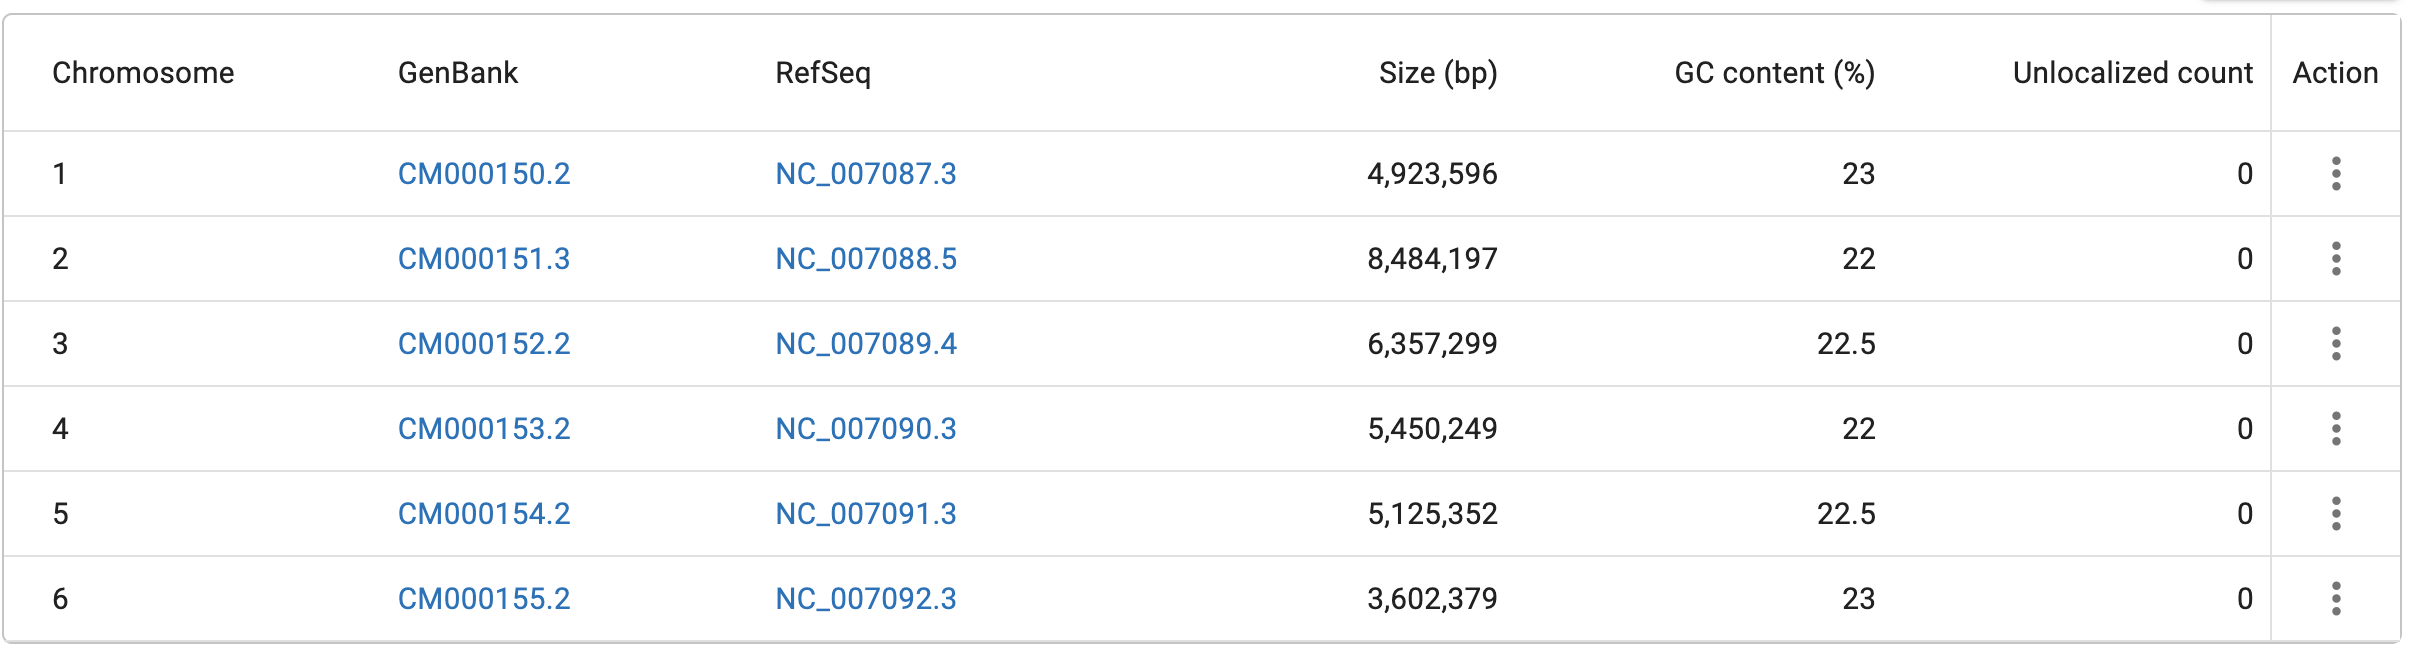 Chromosome GenBank RefSeq Size (bp) GC content (%) Unlocalized count Action
1 CM000150.2 NC_007087.3 4,923,596 23 0
2 CM000151.3 NC_007088.5 8,484,197 22 0
3 CM000152.2 NC_007089.4 6,357,299 22.5 0
4 CM000153.2 NC_007090.3 5,450,249 22 0
5 CM000154.2 NC_007091.3 5,125,352 22.5 0
6 CM000155.2 NC_007092.3 3,602,379 23 0